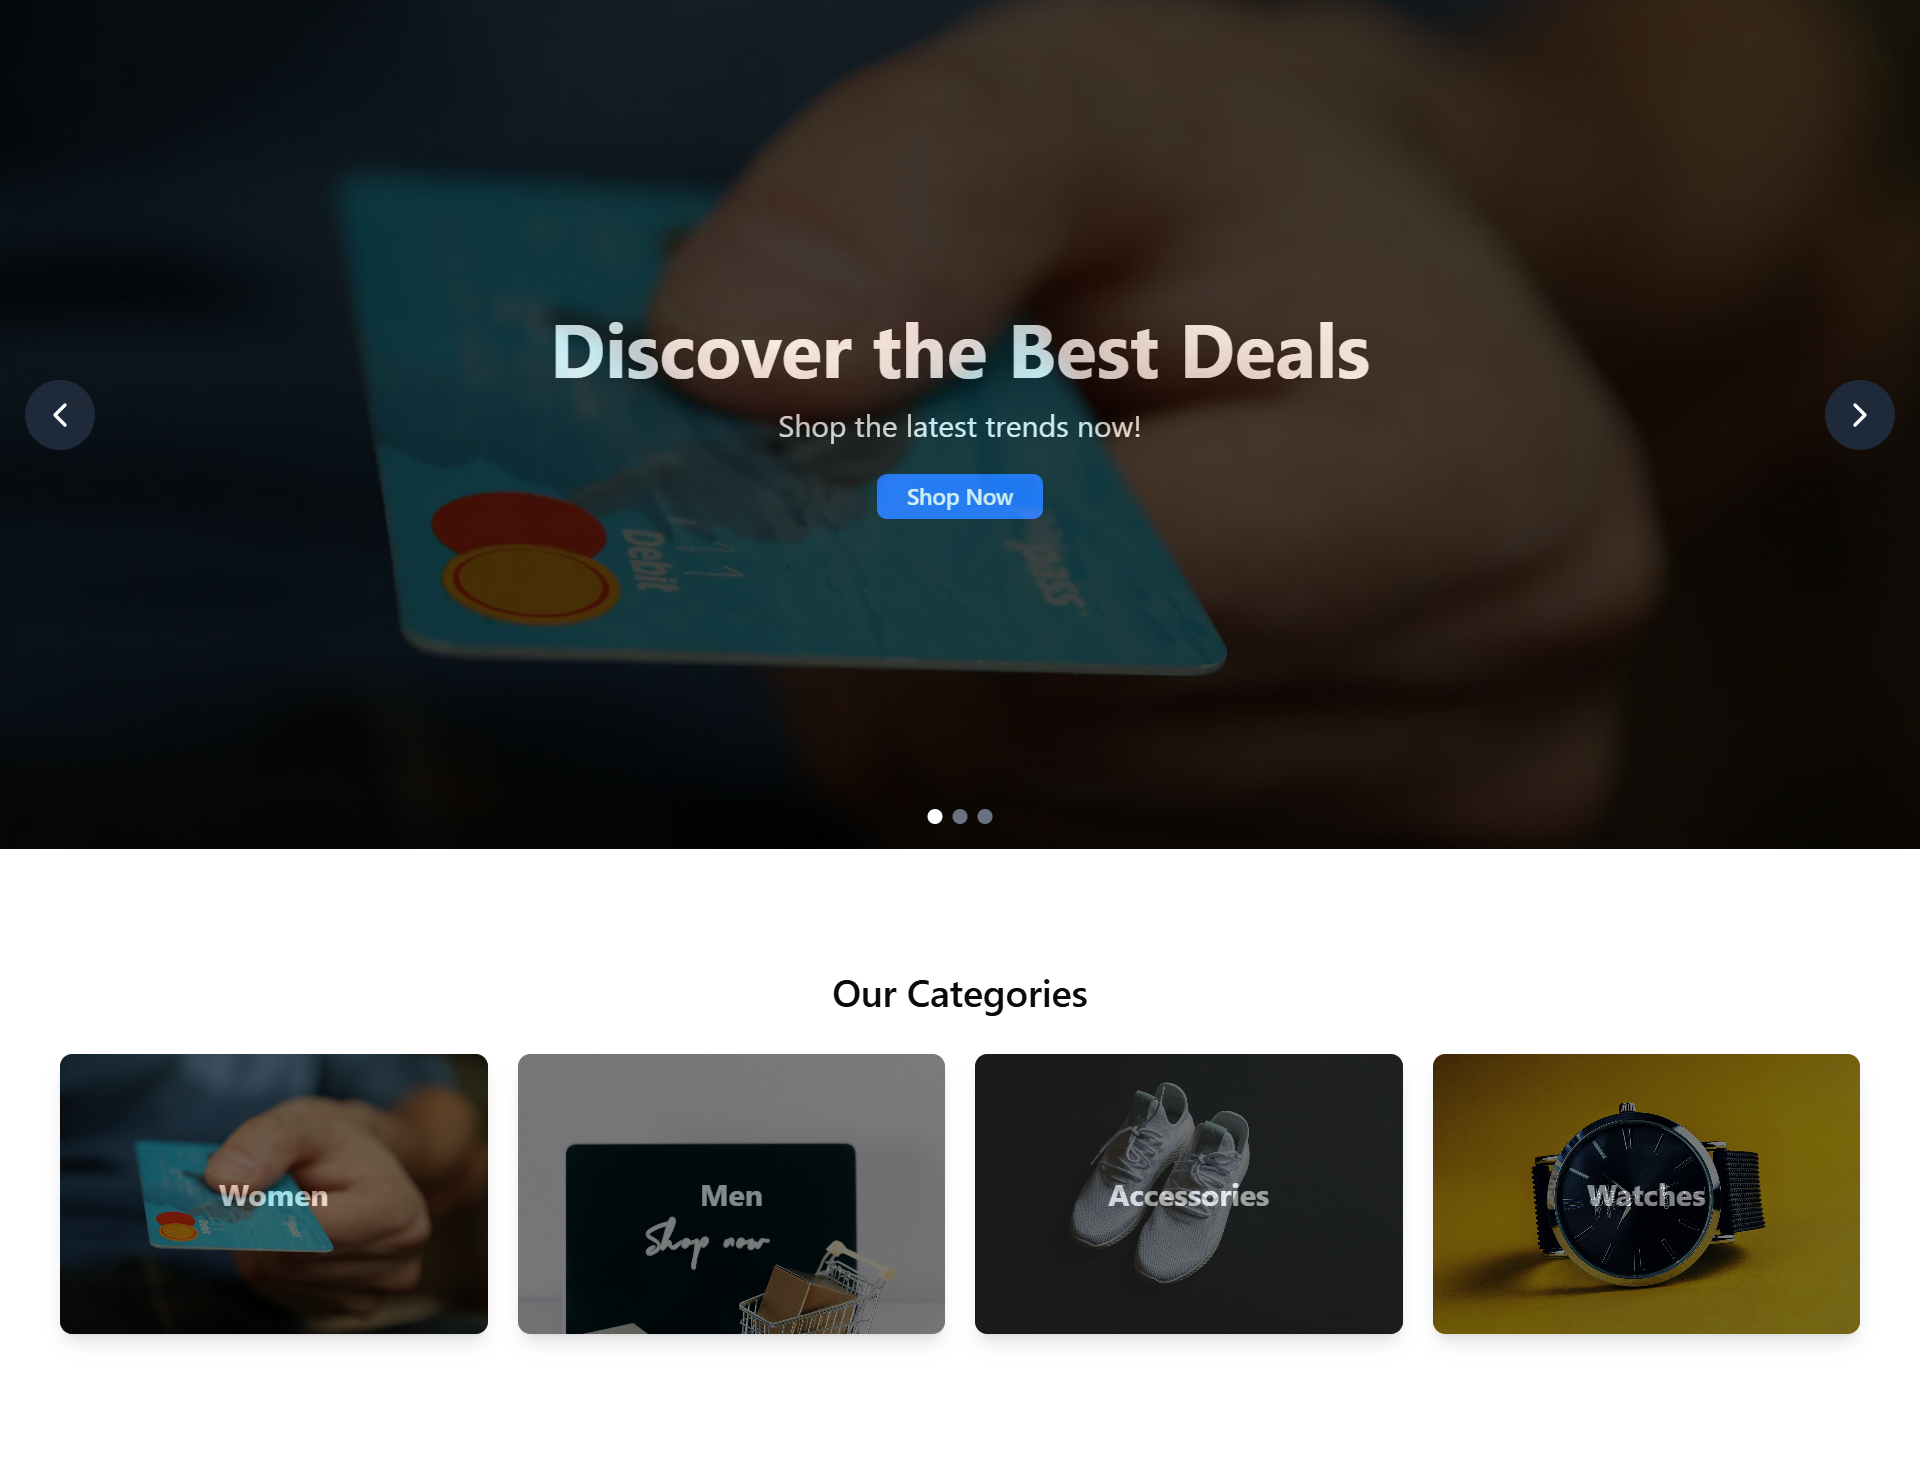 Discover the Best Deals
Shop the latest trends now!
Shop Now
Debit
Our Categories
Women
Men
Accessories
Watches
Shop now